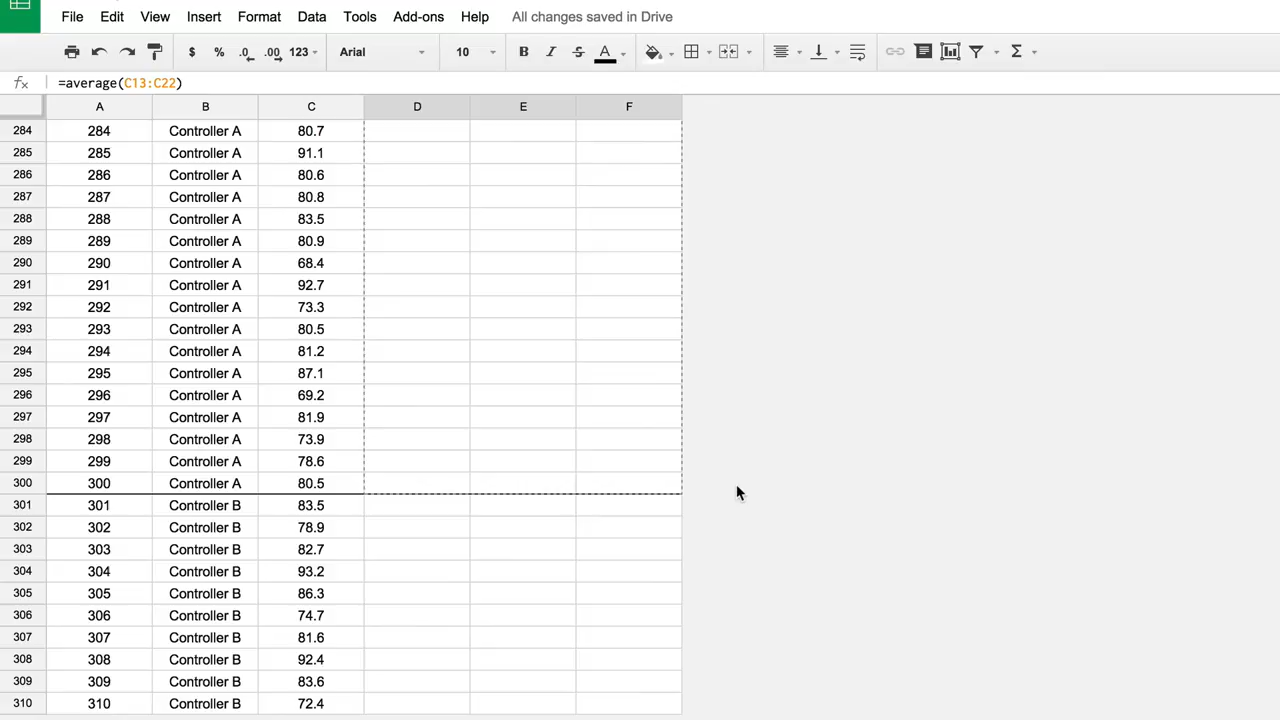 File Edit View Insert Format Data Tools Add-ons Help All changes saved in Drive
$ % .0 .00 123 Arial 10 B I S A Σ
fx =average(C13:C22)
A B C D E F
284 284 Controller A 80.7
285 285 Controller A 91.1
286 286 Controller A 80.6
287 287 Controller A 80.8
288 288 Controller A 83.5
289 289 Controller A 80.9
290 290 Controller A 68.4
291 291 Controller A 92.7
292 292 Controller A 73.3
293 293 Controller A 80.5
294 294 Controller A 81.2
295 295 Controller A 87.1
296 296 Controller A 69.2
297 297 Controller A 81.9
298 298 Controller A 73.9
299 299 Controller A 78.6
300 300 Controller A 80.5
301 301 Controller B 83.5
302 302 Controller B 78.9
303 303 Controller B 82.7
304 304 Controller B 93.2
305 305 Controller B 86.3
306 306 Controller B 74.7
307 307 Controller B 81.6
308 308 Controller B 92.4
309 309 Controller B 83.6
310 310 Controller B 72.4